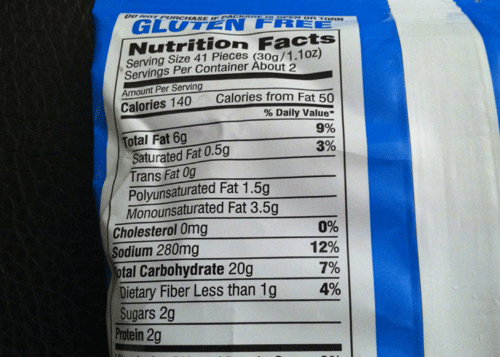 DO NOT PURCHASE IF PACKAGE IS OPEN OR TORN
GLUTEN FREE
Nutrition Facts
Serving Size 41 Pieces (30g/1.1oz)
Servings Per Container About 2
Amount Per Serving
Calories 140 Calories from Fat 50
% Daily Value*
Total Fat 6g 9%
Saturated Fat 0.5g 3%
Trans Fat 0g
Polyunsaturated Fat 1.5g
Monounsaturated Fat 3.5g
Cholesterol 0mg 0%
Sodium 280mg 12%
Total Carbohydrate 20g 7%
Dietary Fiber Less than 1g 4%
Sugars 2g
Protein 2g